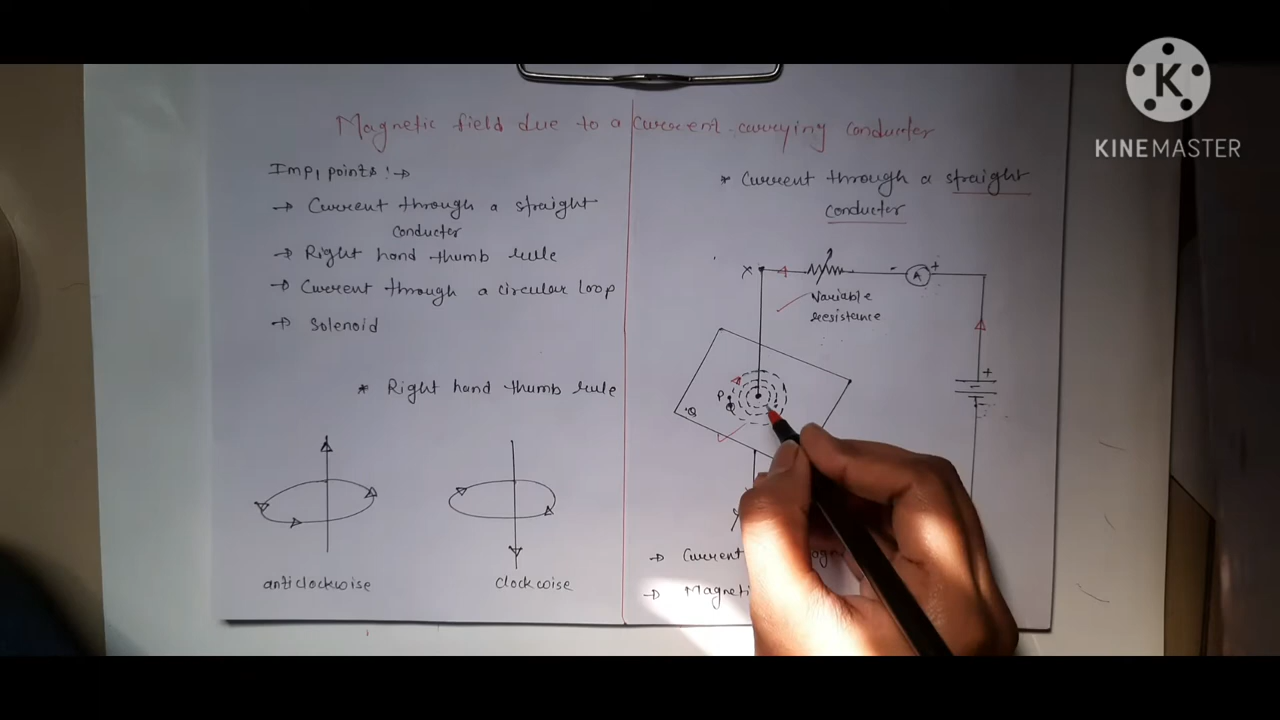 Magnetic field due to a current carrying conductor
Imp, points :→
→ Current through a straight
conductor
→ Right hand thumb rule
→ Current through a circular loop
→ Solenoid
* Right hand thumb rule
anticlockwise
clockwise
* Current through a straight
conductor
X
- A +
Variable
resistance
+
-
P
Q
.Q
Y
→ Current
→ Magneti
K
KINEMASTER